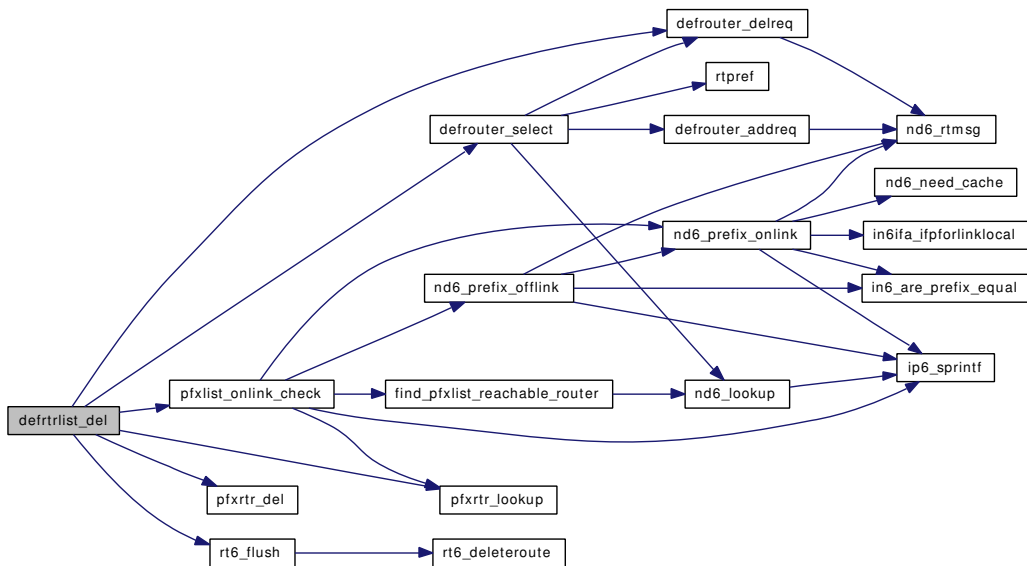 defrouter_delreq
rtpref
defrouter_select
defrouter_addreq
nd6_rtmsg
nd6_need_cache
nd6_prefix_onlink
in6ifa_ifpforlinklocal
nd6_prefix_offlink
in6_are_prefix_equal
ip6_sprintf
pfxlist_onlink_check
find_pfxlist_reachable_router
nd6_lookup
defrtrlist_del
pfxrtr_del
pfxrtr_lookup
rt6_flush
rt6_deleteroute